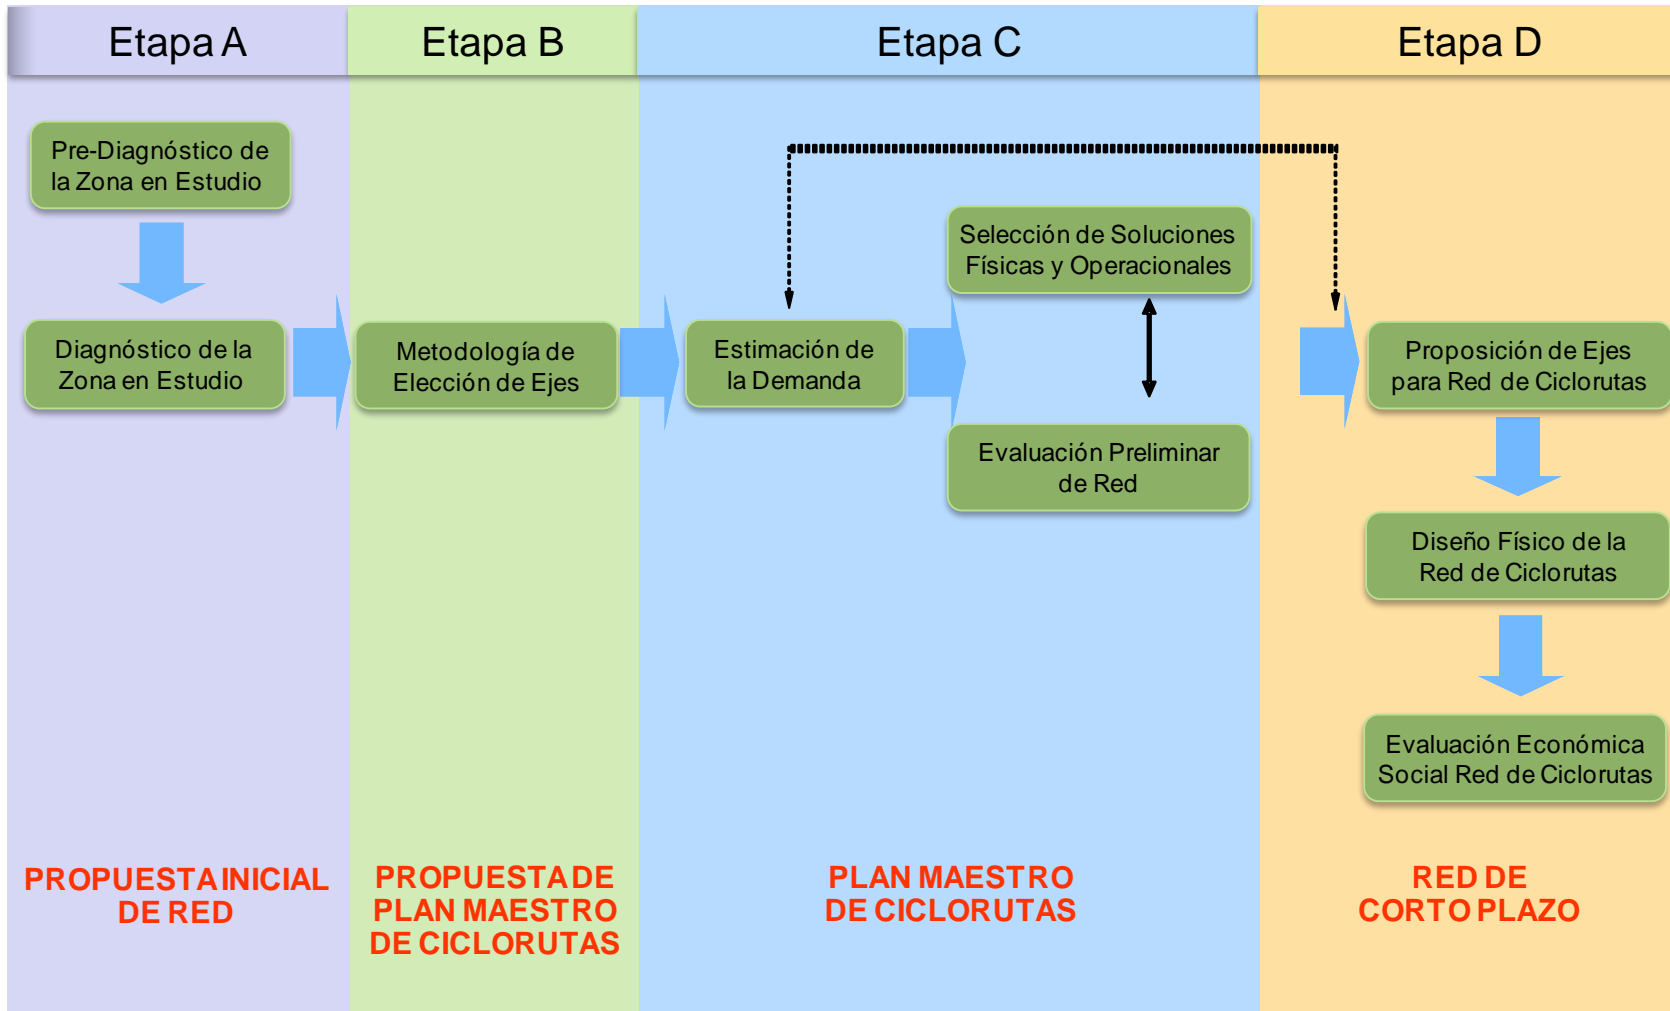 Etapa A
Etapa B
Etapa C
Etapa D
Pre-Diagnóstico de
la Zona en Estudio
Diagnóstico de la
Zona en Estudio
Metodología de
Elección de Ejes
Estimación de
la Demanda
Selección de Soluciones
Físicas y Operacionales
Evaluación Preliminar
de Red
Proposición de Ejes
para Red de Ciclorutas
Diseño Físico de la
Red de Ciclorutas
Evaluación Económica
Social Red de Ciclorutas
PROPUESTA INICIAL
DE RED
PROPUESTA DE
PLAN MAESTRO
DE CICLORUTAS
PLAN MAESTRO
DE CICLORUTAS
RED DE
CORTO PLAZO